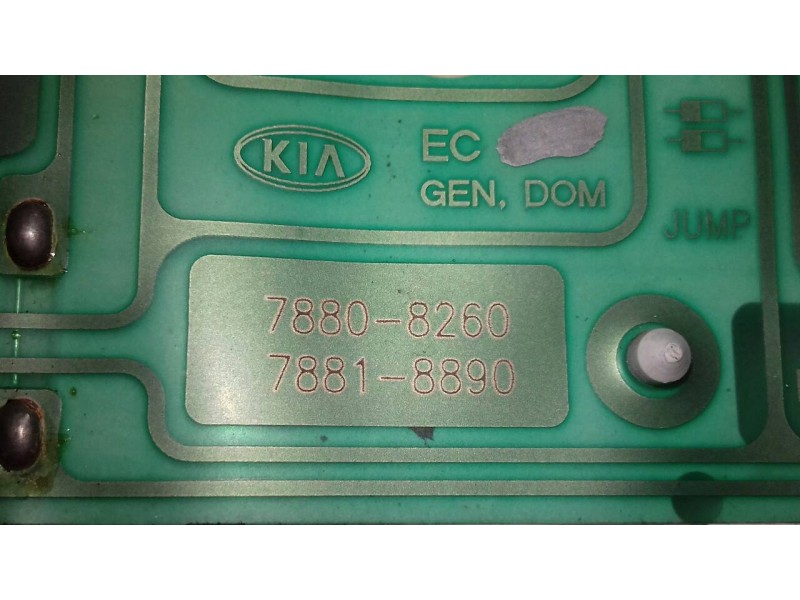 KIA
EC
GEN, DOM
JUMP
7880-8260
7881-8890